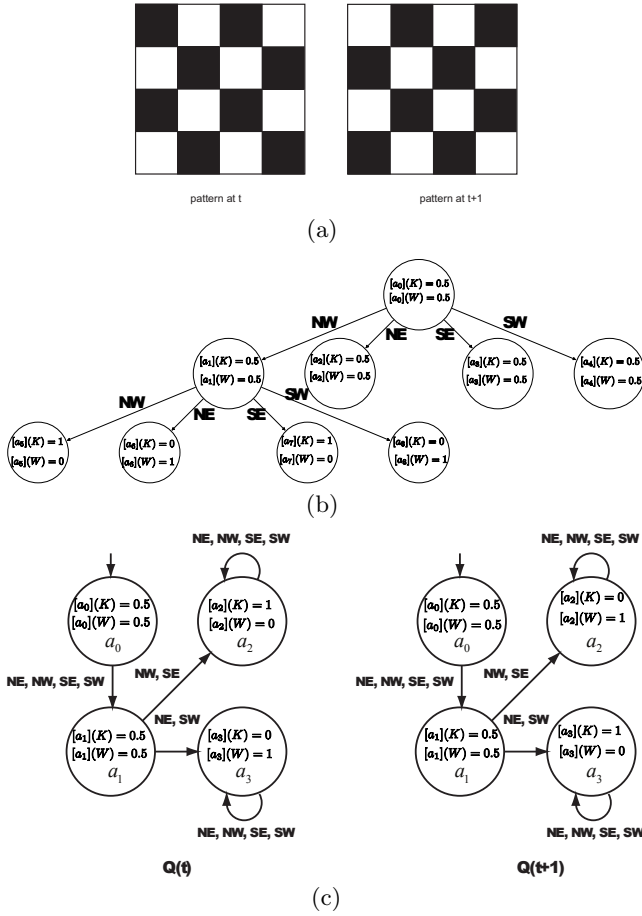 pattern at t
pattern at t+1
(a)
[a₀](K) = 0.5
[a₀](W) = 0.5
NW
NE
SE
SW
[a₁](K) = 0.5
[a₁](W) = 0.5
[a₂](K) = 0.5
[a₂](W) = 0.5
[a₃](K) = 0.5
[a₃](W) = 0.5
[a₄](K) = 0.5
[a₄](W) = 0.5
NW
NE
SE
SW
[a₅](K) = 1
[a₅](W) = 0
[a₆](K) = 0
[a₆](W) = 1
[a₇](K) = 1
[a₇](W) = 0
[a₈](K) = 0
[a₈](W) = 1
(b)
NE, NW, SE, SW
[a₀](K) = 0.5
[a₀](W) = 0.5
a₀
[a₂](K) = 1
[a₂](W) = 0
a₂
NE, NW, SE, SW
NW, SE
NE, SW
[a₁](K) = 0.5
[a₁](W) = 0.5
a₁
[a₃](K) = 0
[a₃](W) = 1
a₃
NE, NW, SE, SW
Q(t)
NE, NW, SE, SW
[a₀](K) = 0.5
[a₀](W) = 0.5
a₀
[a₂](K) = 0
[a₂](W) = 1
a₂
NE, NW, SE, SW
NW, SE
NE, SW
[a₁](K) = 0.5
[a₁](W) = 0.5
a₁
[a₃](K) = 1
[a₃](W) = 0
a₃
NE, NW, SE, SW
Q(t+1)
(c)